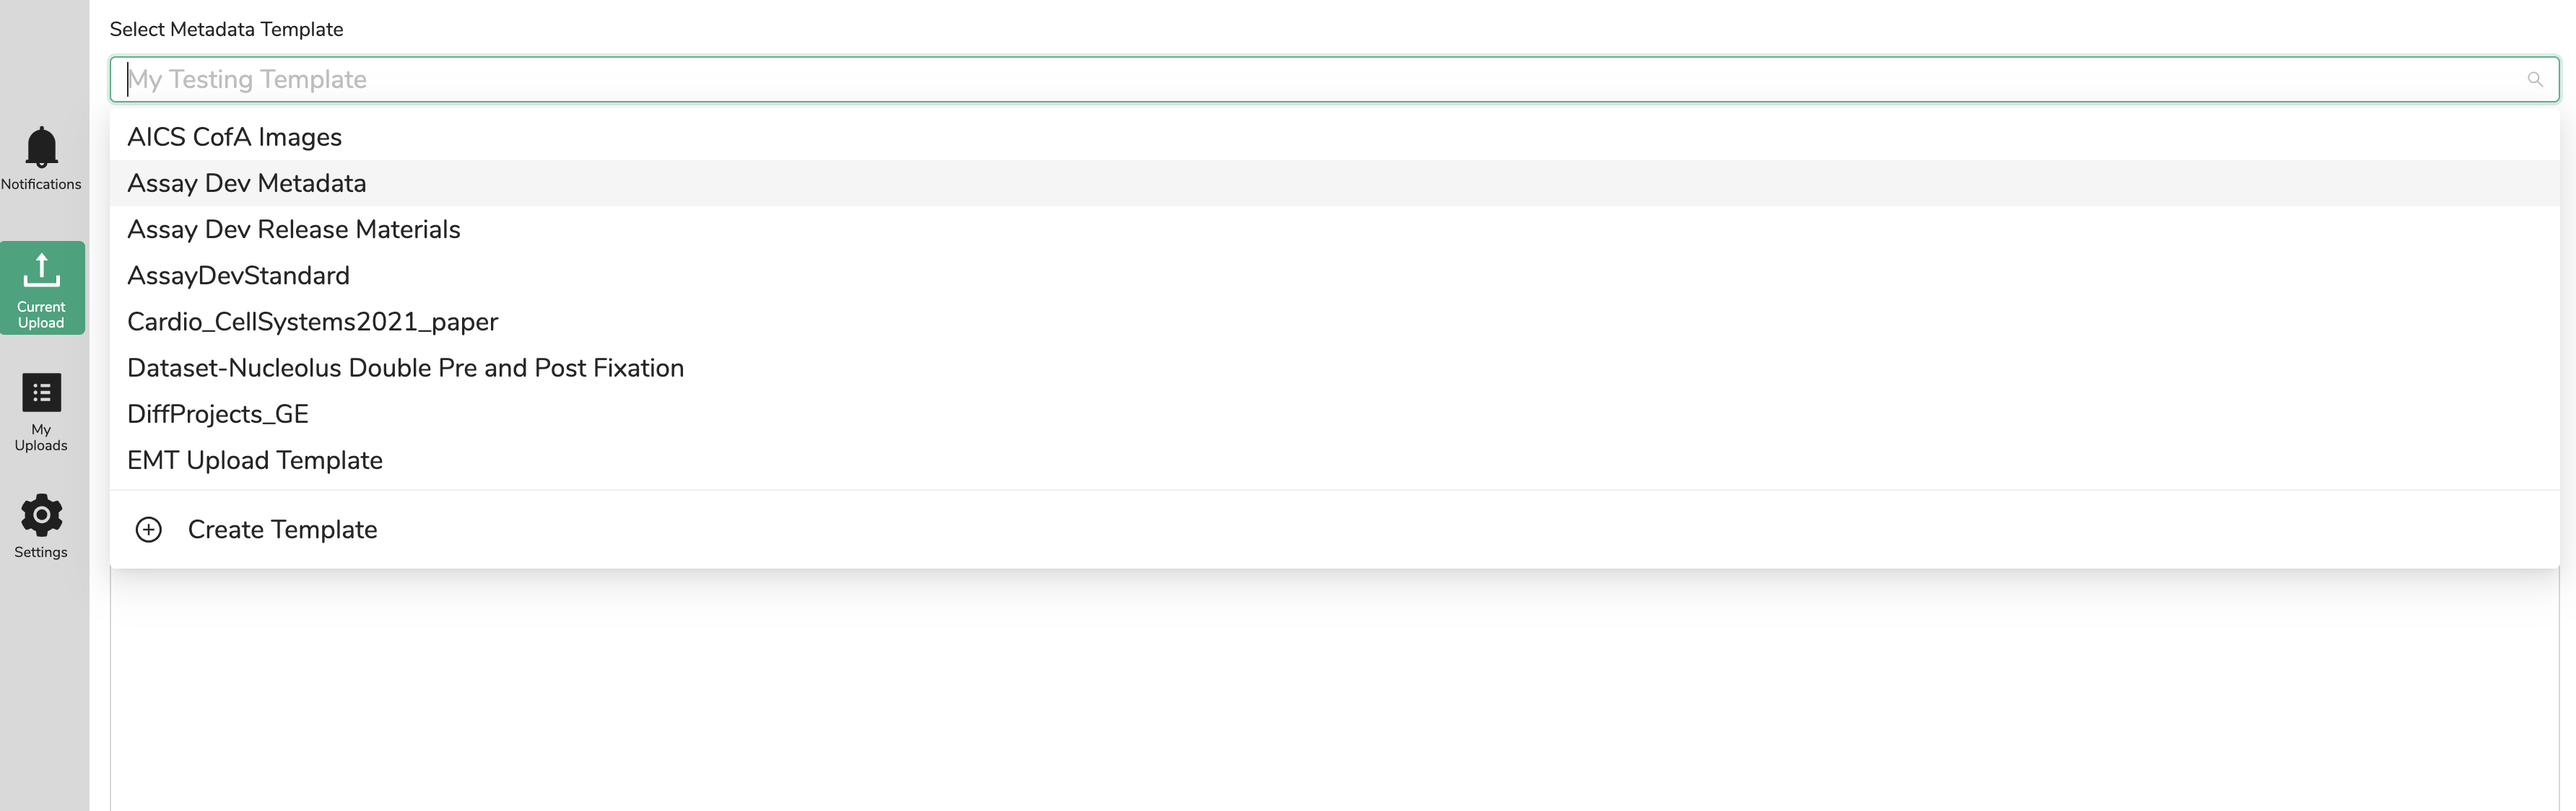 Select Metadata Template
My Testing Template
AICS CofA Images
Assay Dev Metadata
Assay Dev Release Materials
AssayDevStandard
Cardio_CellSystems2021_paper
Dataset-Nucleolus Double Pre and Post Fixation
DiffProjects_GE
EMT Upload Template
Create Template
Notifications
Current
Upload
My
Uploads
Settings